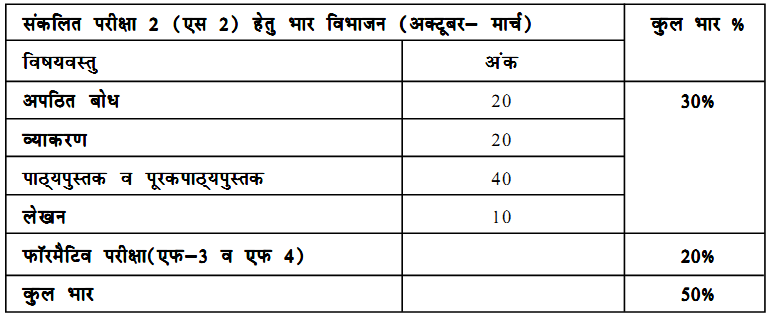 संकलित परीक्षा 2 (एस 2) हेतु भार विभाजन (अक्टूबर– मार्च) कुल भार %
विषयवस्तु अंक
अपठित बोध 20 30%
व्याकरण 20
पाठ्यपुस्तक व पूरकपाठ्यपुस्तक 40
लेखन 10
फॉरमैटिव परीक्षा(एफ–3 व एफ 4) 20%
कुल भार 50%